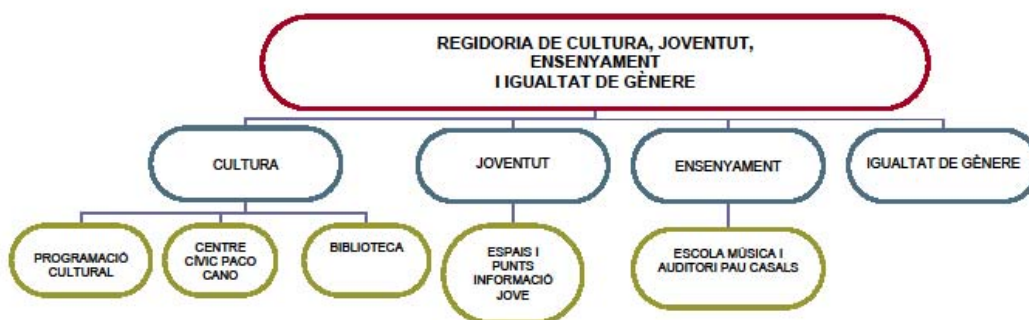 REGIDORIA DE CULTURA, JOVENTUT,
ENSENYAMENT
I IGUALTAT DE GÈNERE
CULTURA
JOVENTUT
ENSENYAMENT
IGUALTAT DE GÈNERE
PROGRAMACIÓ
CULTURAL
CENTRE
CÍVIC PACO
CANO
BIBLIOTECA
ESPAIS I
PUNTS
INFORMACIÓ
JOVE
ESCOLA MÚSICA I
AUDITORI PAU CASALS